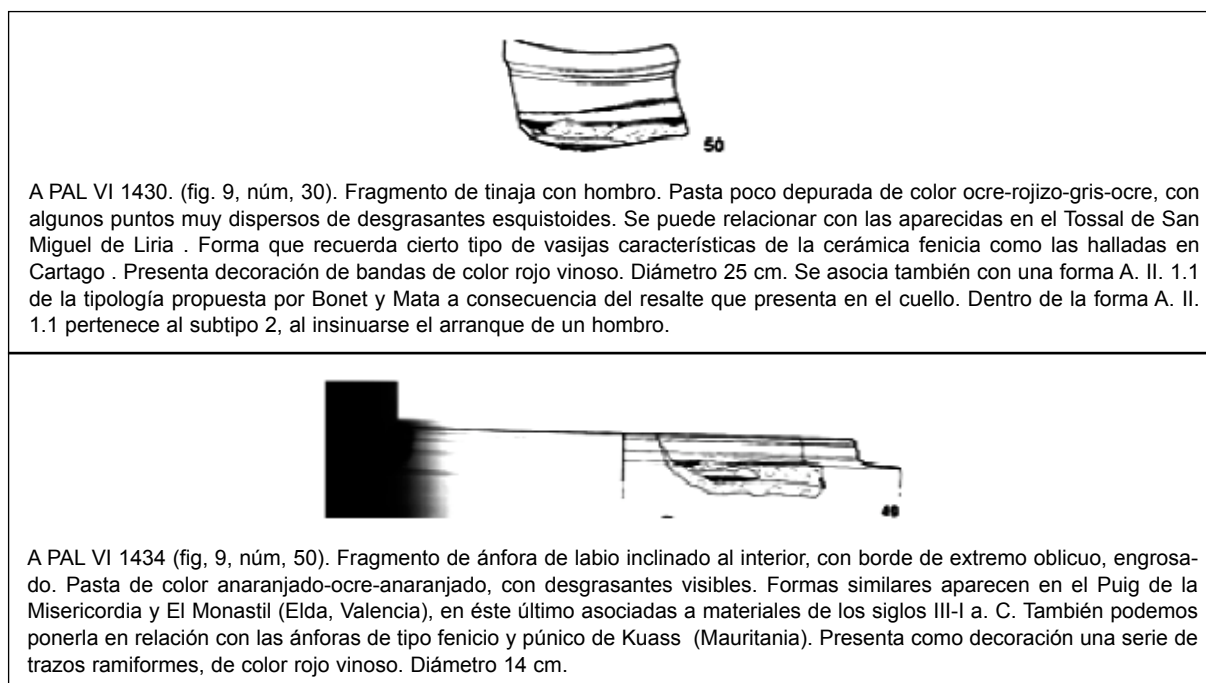 50
A PAL VI 1430. (fig. 9, núm, 30). Fragmento de tinaja con hombro. Pasta poco depurada de color ocre-rojizo-gris-ocre, con
algunos puntos muy dispersos de desgrasantes esquistoides. Se puede relacionar con las aparecidas en el Tossal de San
Miguel de Liria . Forma que recuerda cierto tipo de vasijas características de la cerámica fenicia como las halladas en
Cartago . Presenta decoración de bandas de color rojo vinoso. Diámetro 25 cm. Se asocia también con una forma A. II. 1.1
de la tipología propuesta por Bonet y Mata a consecuencia del resalte que presenta en el cuello. Dentro de la forma A. II.
1.1 pertenece al subtipo 2, al insinuarse el arranque de un hombro.
49
A PAL VI 1434 (fig, 9, núm, 50). Fragmento de ánfora de labio inclinado al interior, con borde de extremo oblicuo, engrosa-
do. Pasta de color anaranjado-ocre-anaranjado, con desgrasantes visibles. Formas similares aparecen en el Puig de la
Misericordia y El Monastil (Elda, Valencia), en éste último asociadas a materiales de los siglos III-I a. C. También podemos
ponerla en relación con las ánforas de tipo fenicio y púnico de Kuass (Mauritania). Presenta como decoración una serie de
trazos ramiformes, de color rojo vinoso. Diámetro 14 cm.